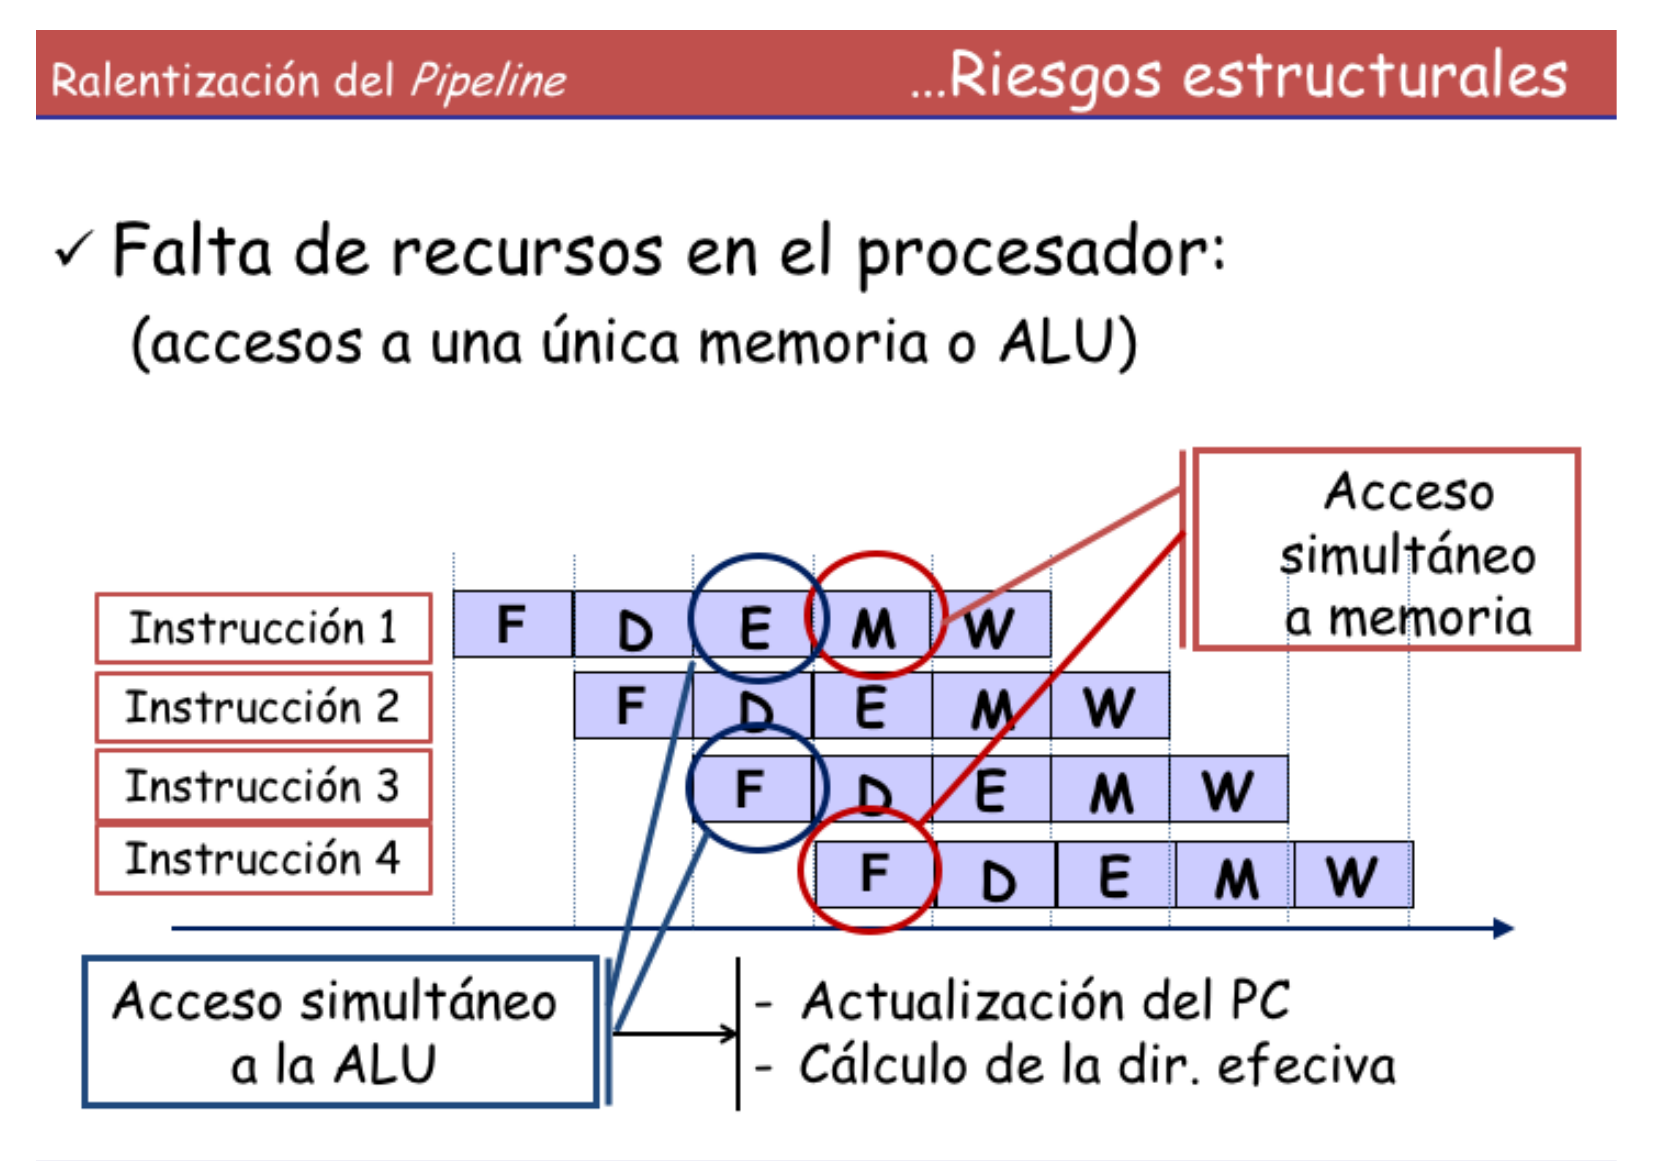 Ralentización del Pipeline
...Riesgos estructurales
✓ Falta de recursos en el procesador:
(accesos a una única memoria o ALU)
Acceso
simultáneo
a memoria
Instrucción 1 F D E M W
Instrucción 2 F D E M W
Instrucción 3 F D E M W
Instrucción 4 F D E M W
Acceso simultáneo
a la ALU
- Actualización del PC
- Cálculo de la dir. efeciva